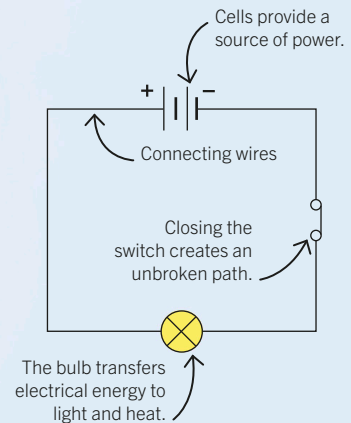 Cells provide a
source of power.
+ −
Connecting wires
Closing the
switch creates an
unbroken path.
The bulb transfers
electrical energy to
light and heat.